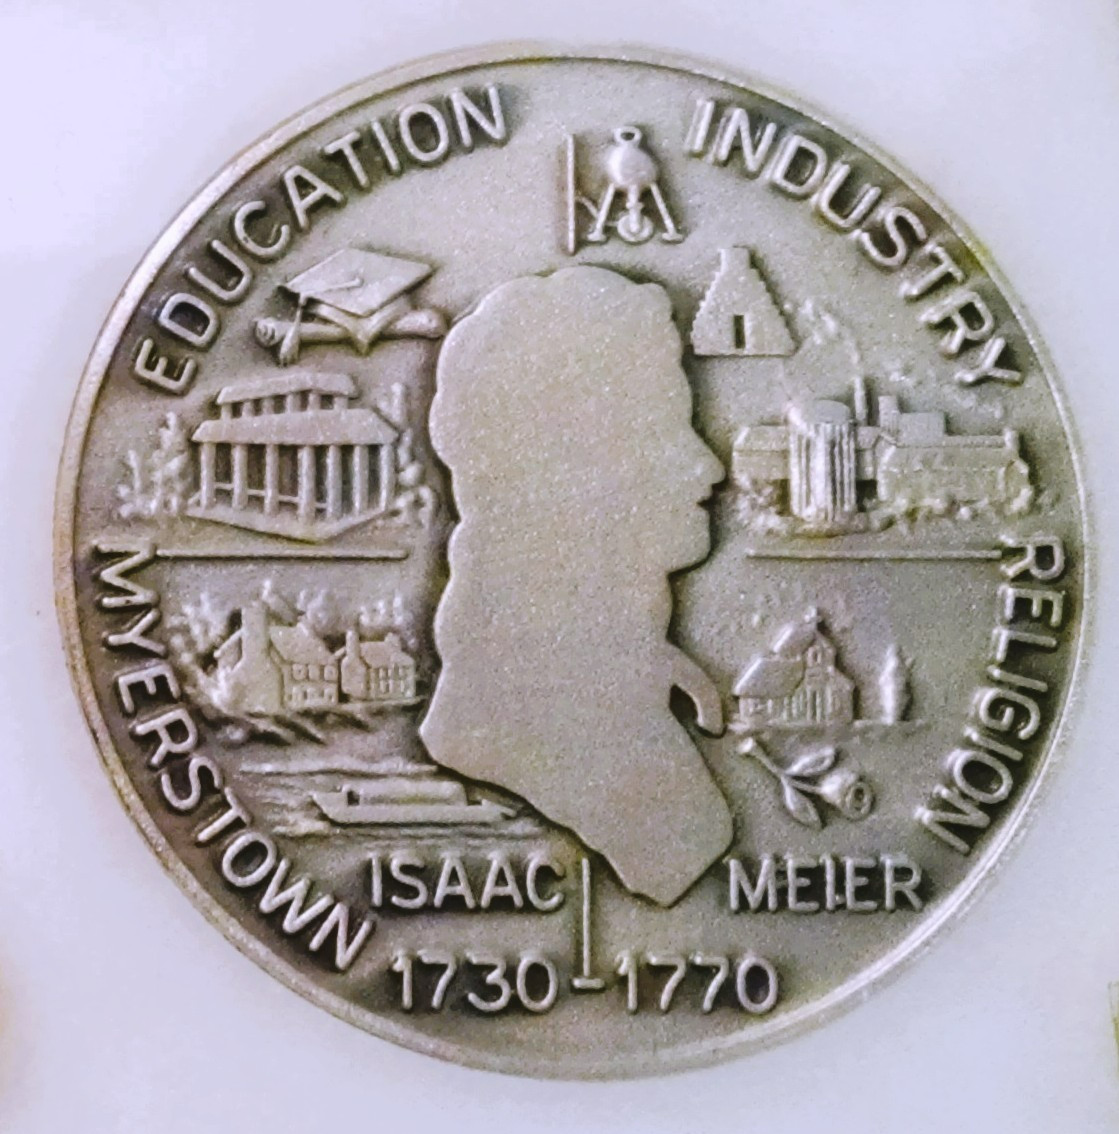 EDUCATION
INDUSTRY
MYERSTOWN
RELIGION
ISAAC MEIER
1730-1770